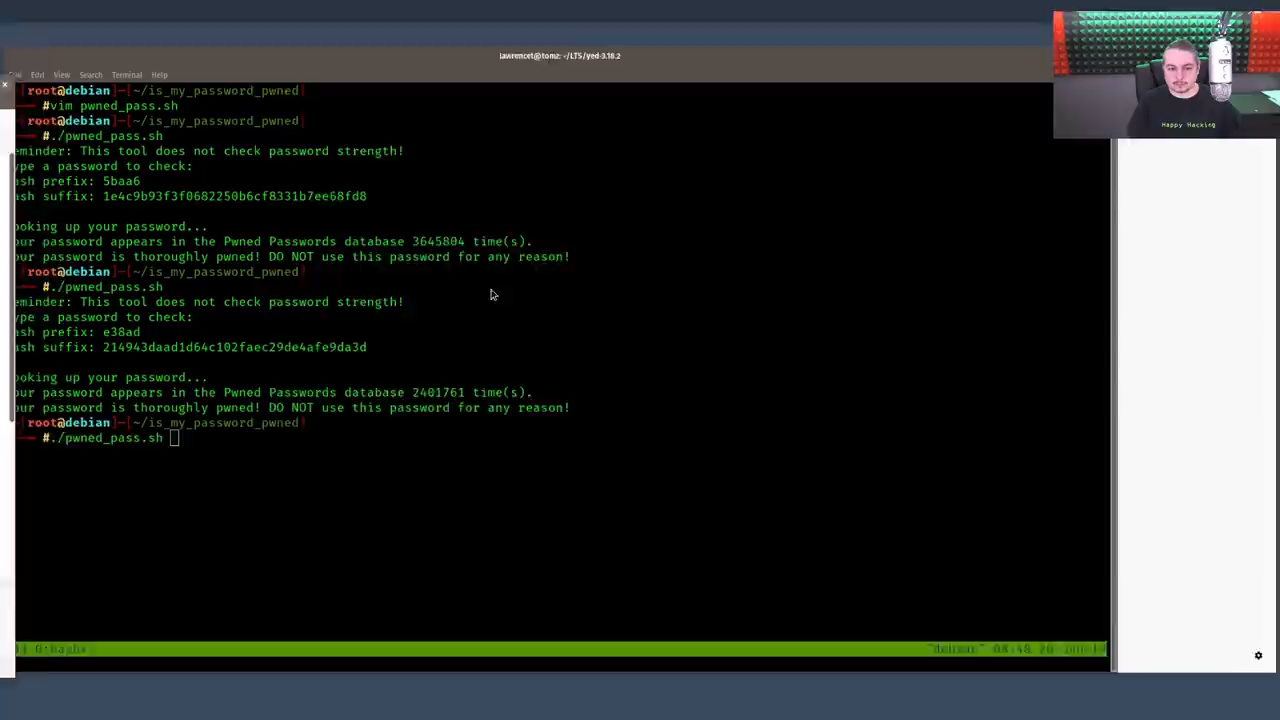 lawrencet@tom2: ~/LTS/yed-3.18.2
Edit View Search Terminal Help
[root@debian]─[~/is_my_password_pwned]
#vim pwned_pass.sh
[root@debian]─[~/is_my_password_pwned]
#./pwned_pass.sh
eminder: This tool does not check password strength!
ype a password to check:
ash prefix: 5baa6
ash suffix: 1e4c9b93f3f0682250b6cf8331b7ee68fd8
ooking up your password...
our password appears in the Pwned Passwords database 3645804 time(s).
our password is thoroughly pwned! DO NOT use this password for any reason!
[root@debian]─[~/is_my_password_pwned]
#./pwned_pass.sh
eminder: This tool does not check password strength!
ype a password to check:
ash prefix: e38ad
ash suffix: 214943daad1d64c102faec29de4afe9da3d
ooking up your password...
our password appears in the Pwned Passwords database 2401761 time(s).
our password is thoroughly pwned! DO NOT use this password for any reason!
[root@debian]─[~/is_my_password_pwned]
#./pwned_pass.sh
Happy Hacking